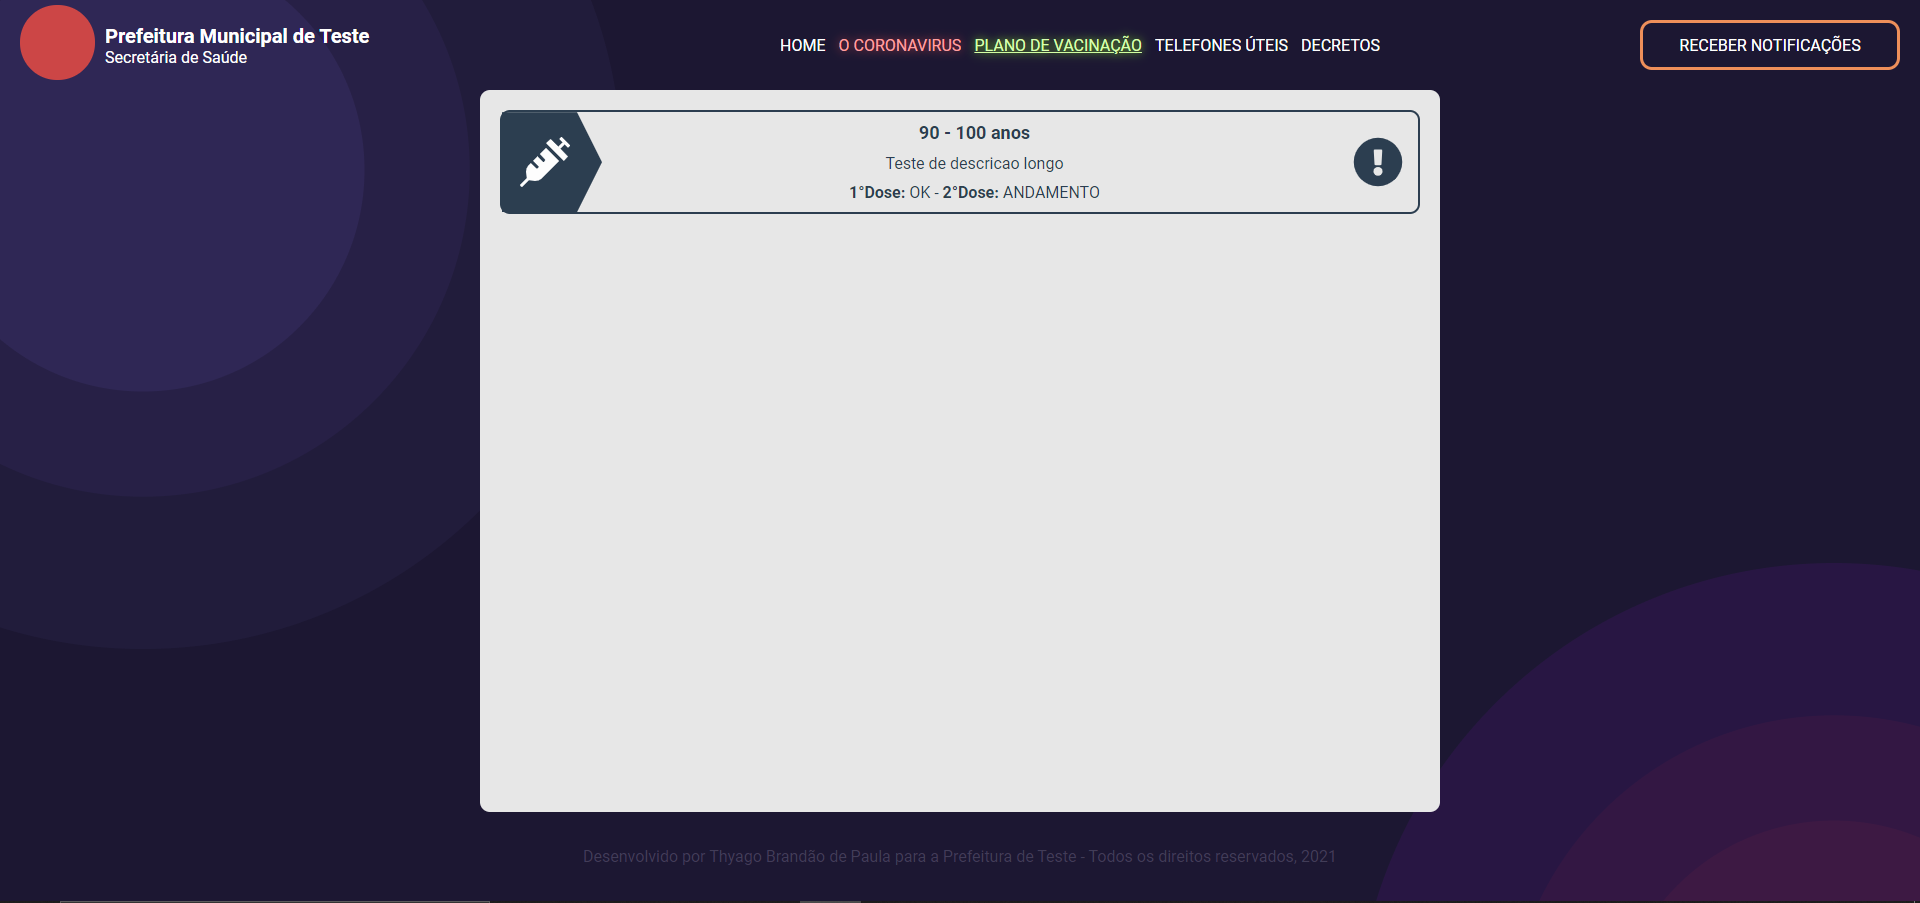 Prefeitura Municipal de Teste
Secretária de Saúde
HOME O CORONAVIRUS PLANO DE VACINAÇÃO TELEFONES ÚTEIS DECRETOS
RECEBER NOTIFICAÇÕES
90 - 100 anos
Teste de descricao longo
1°Dose: OK - 2°Dose: ANDAMENTO
Desenvolvido por Thyago Brandão de Paula para a Prefeitura de Teste - Todos os direitos reservados, 2021